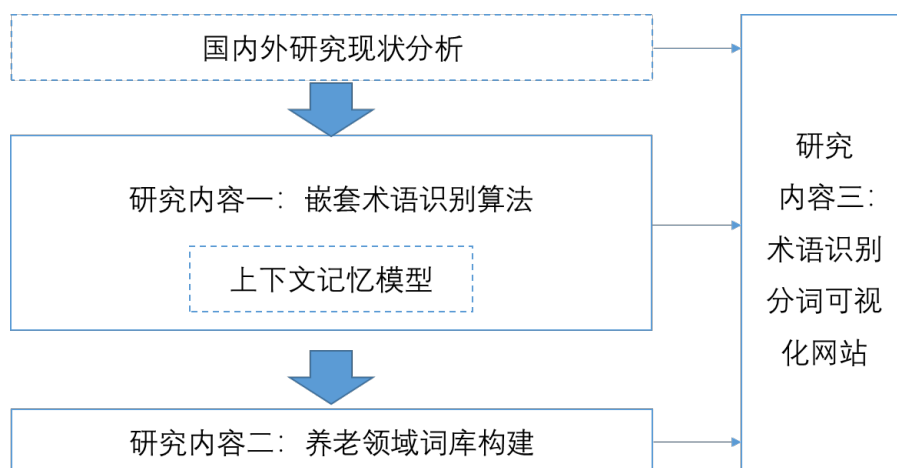 国内外研究现状分析
研究内容一：嵌套术语识别算法
上下文记忆模型
研究内容二：养老领域词库构建
研究
内容三：
术语识别
分词可视
化网站